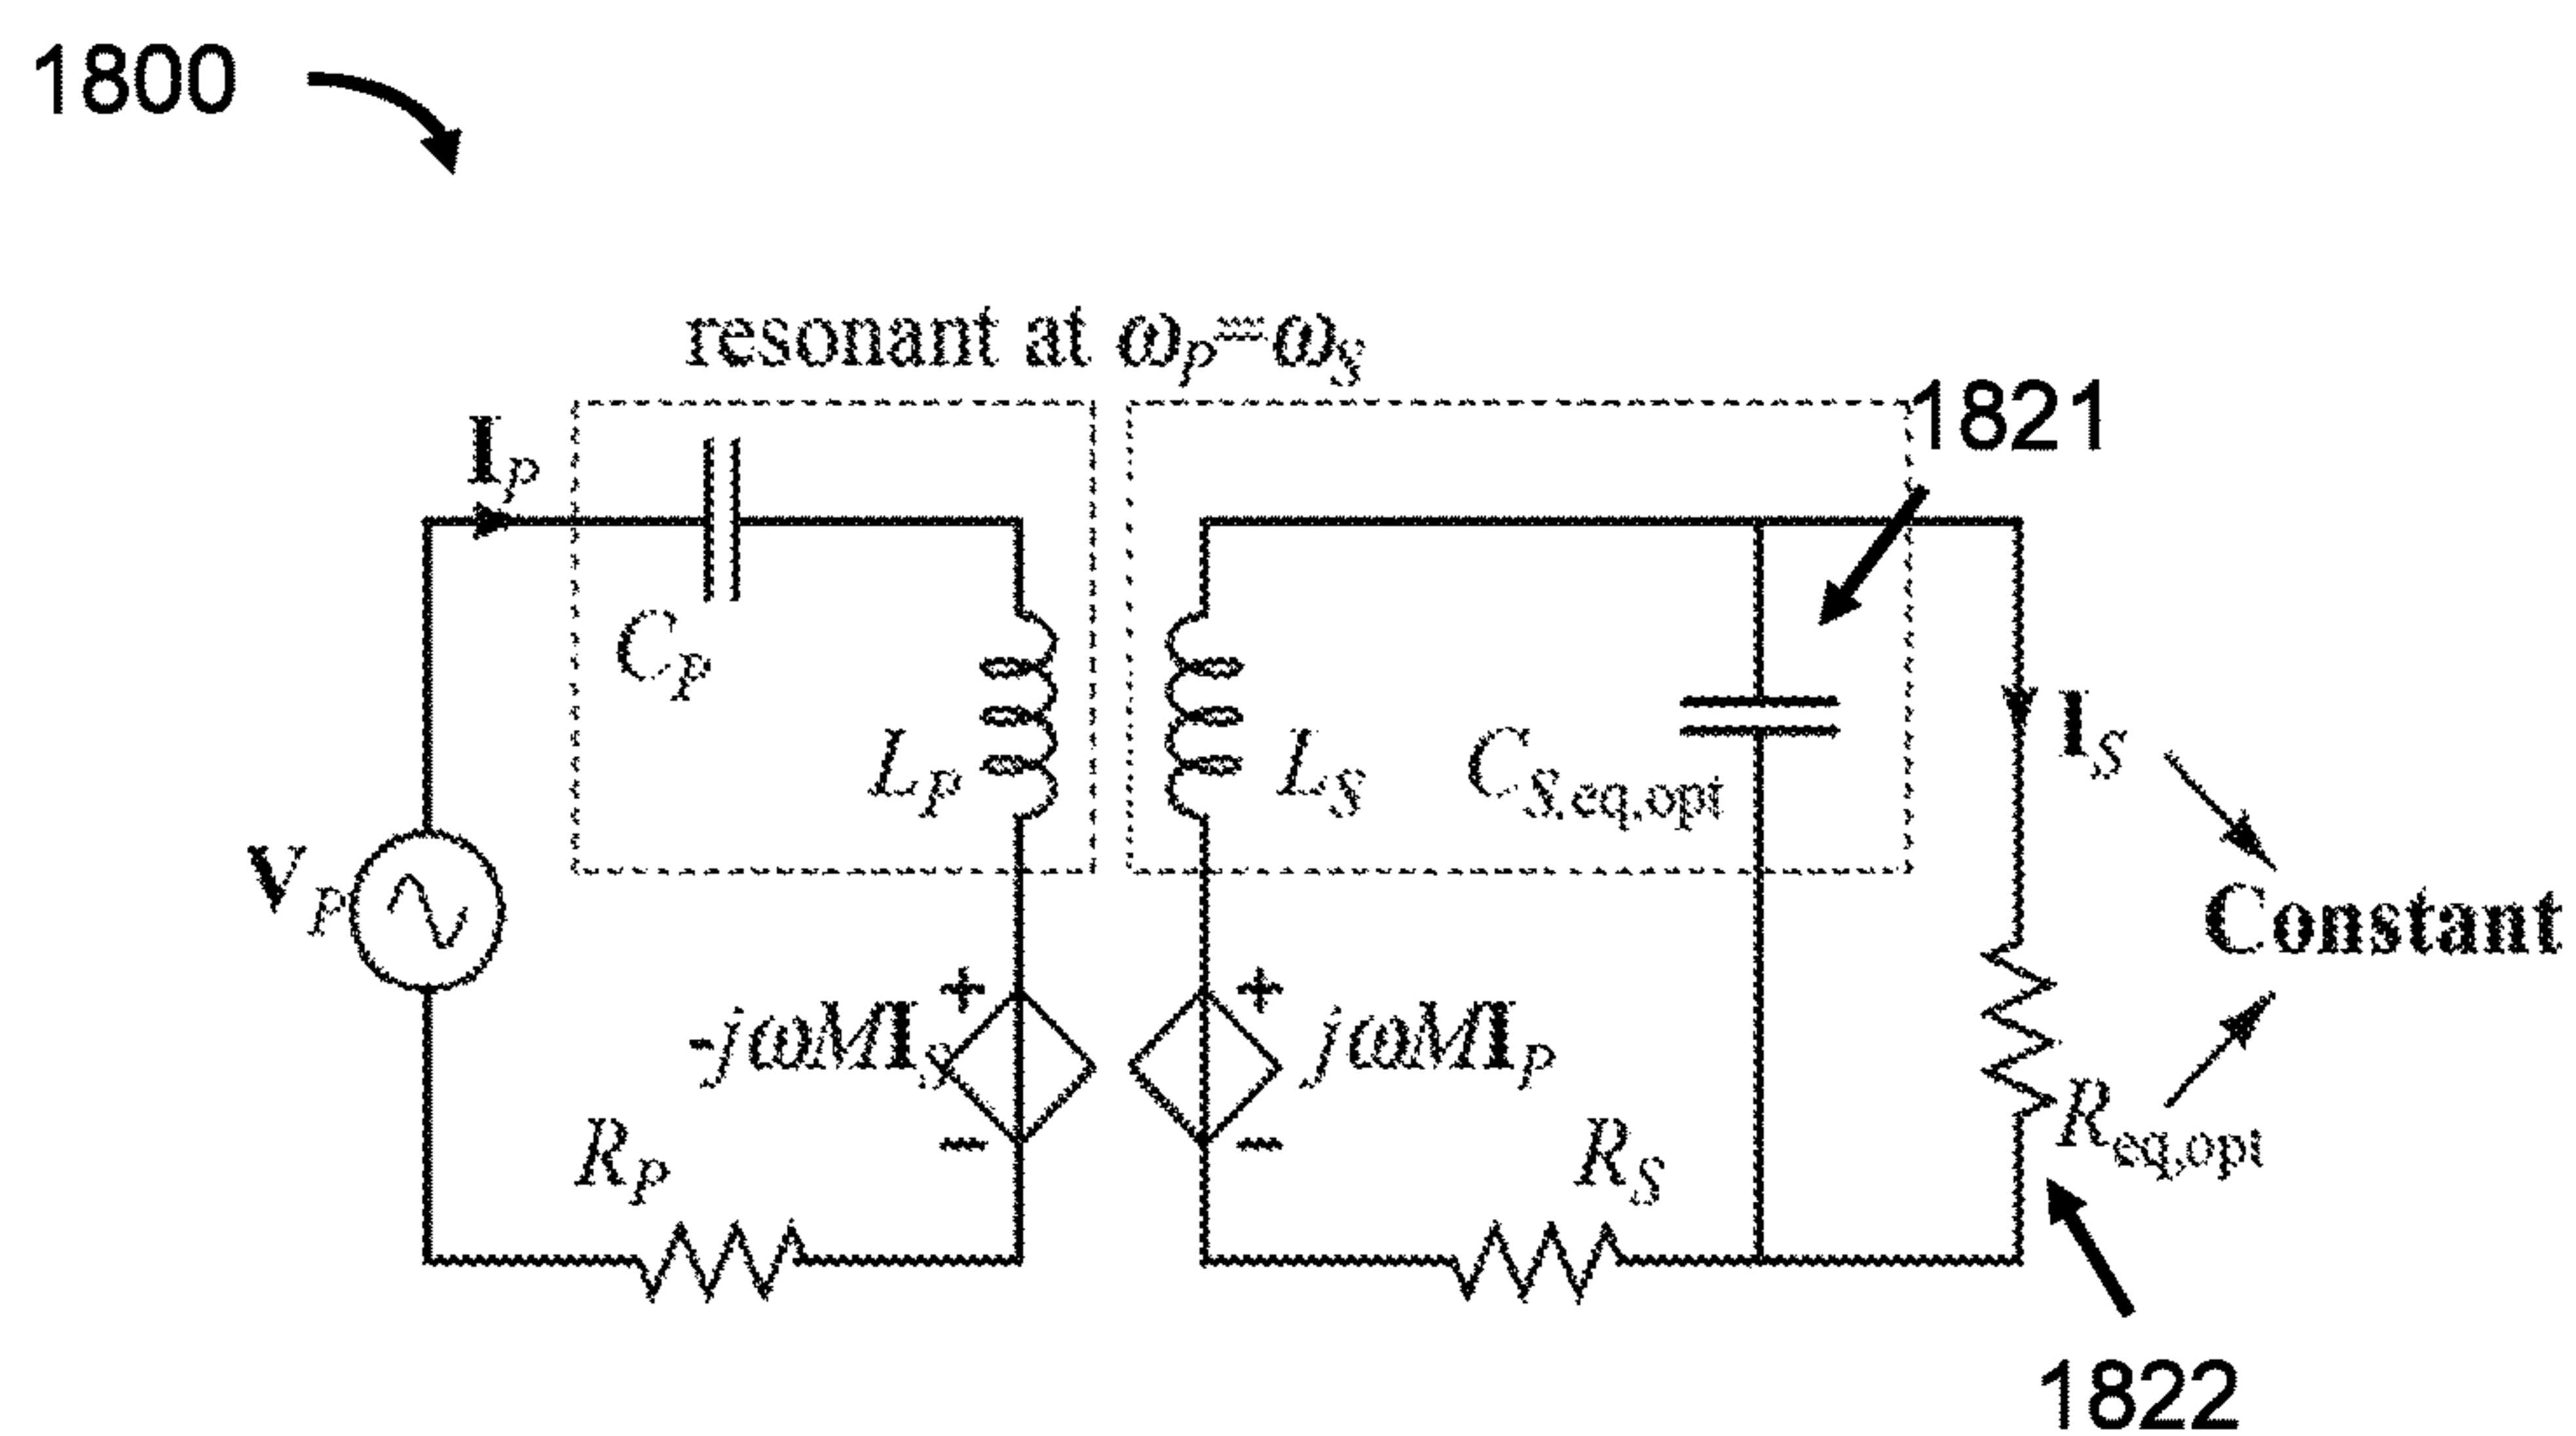 1800
resonant at ωP=ωS
1821
IP
CP
LP
LS
CS,eq,opt
IS
VP
Constant
+
-jωMIS
−
+
jωMIP
−
RP
RS
Req,opt
1822